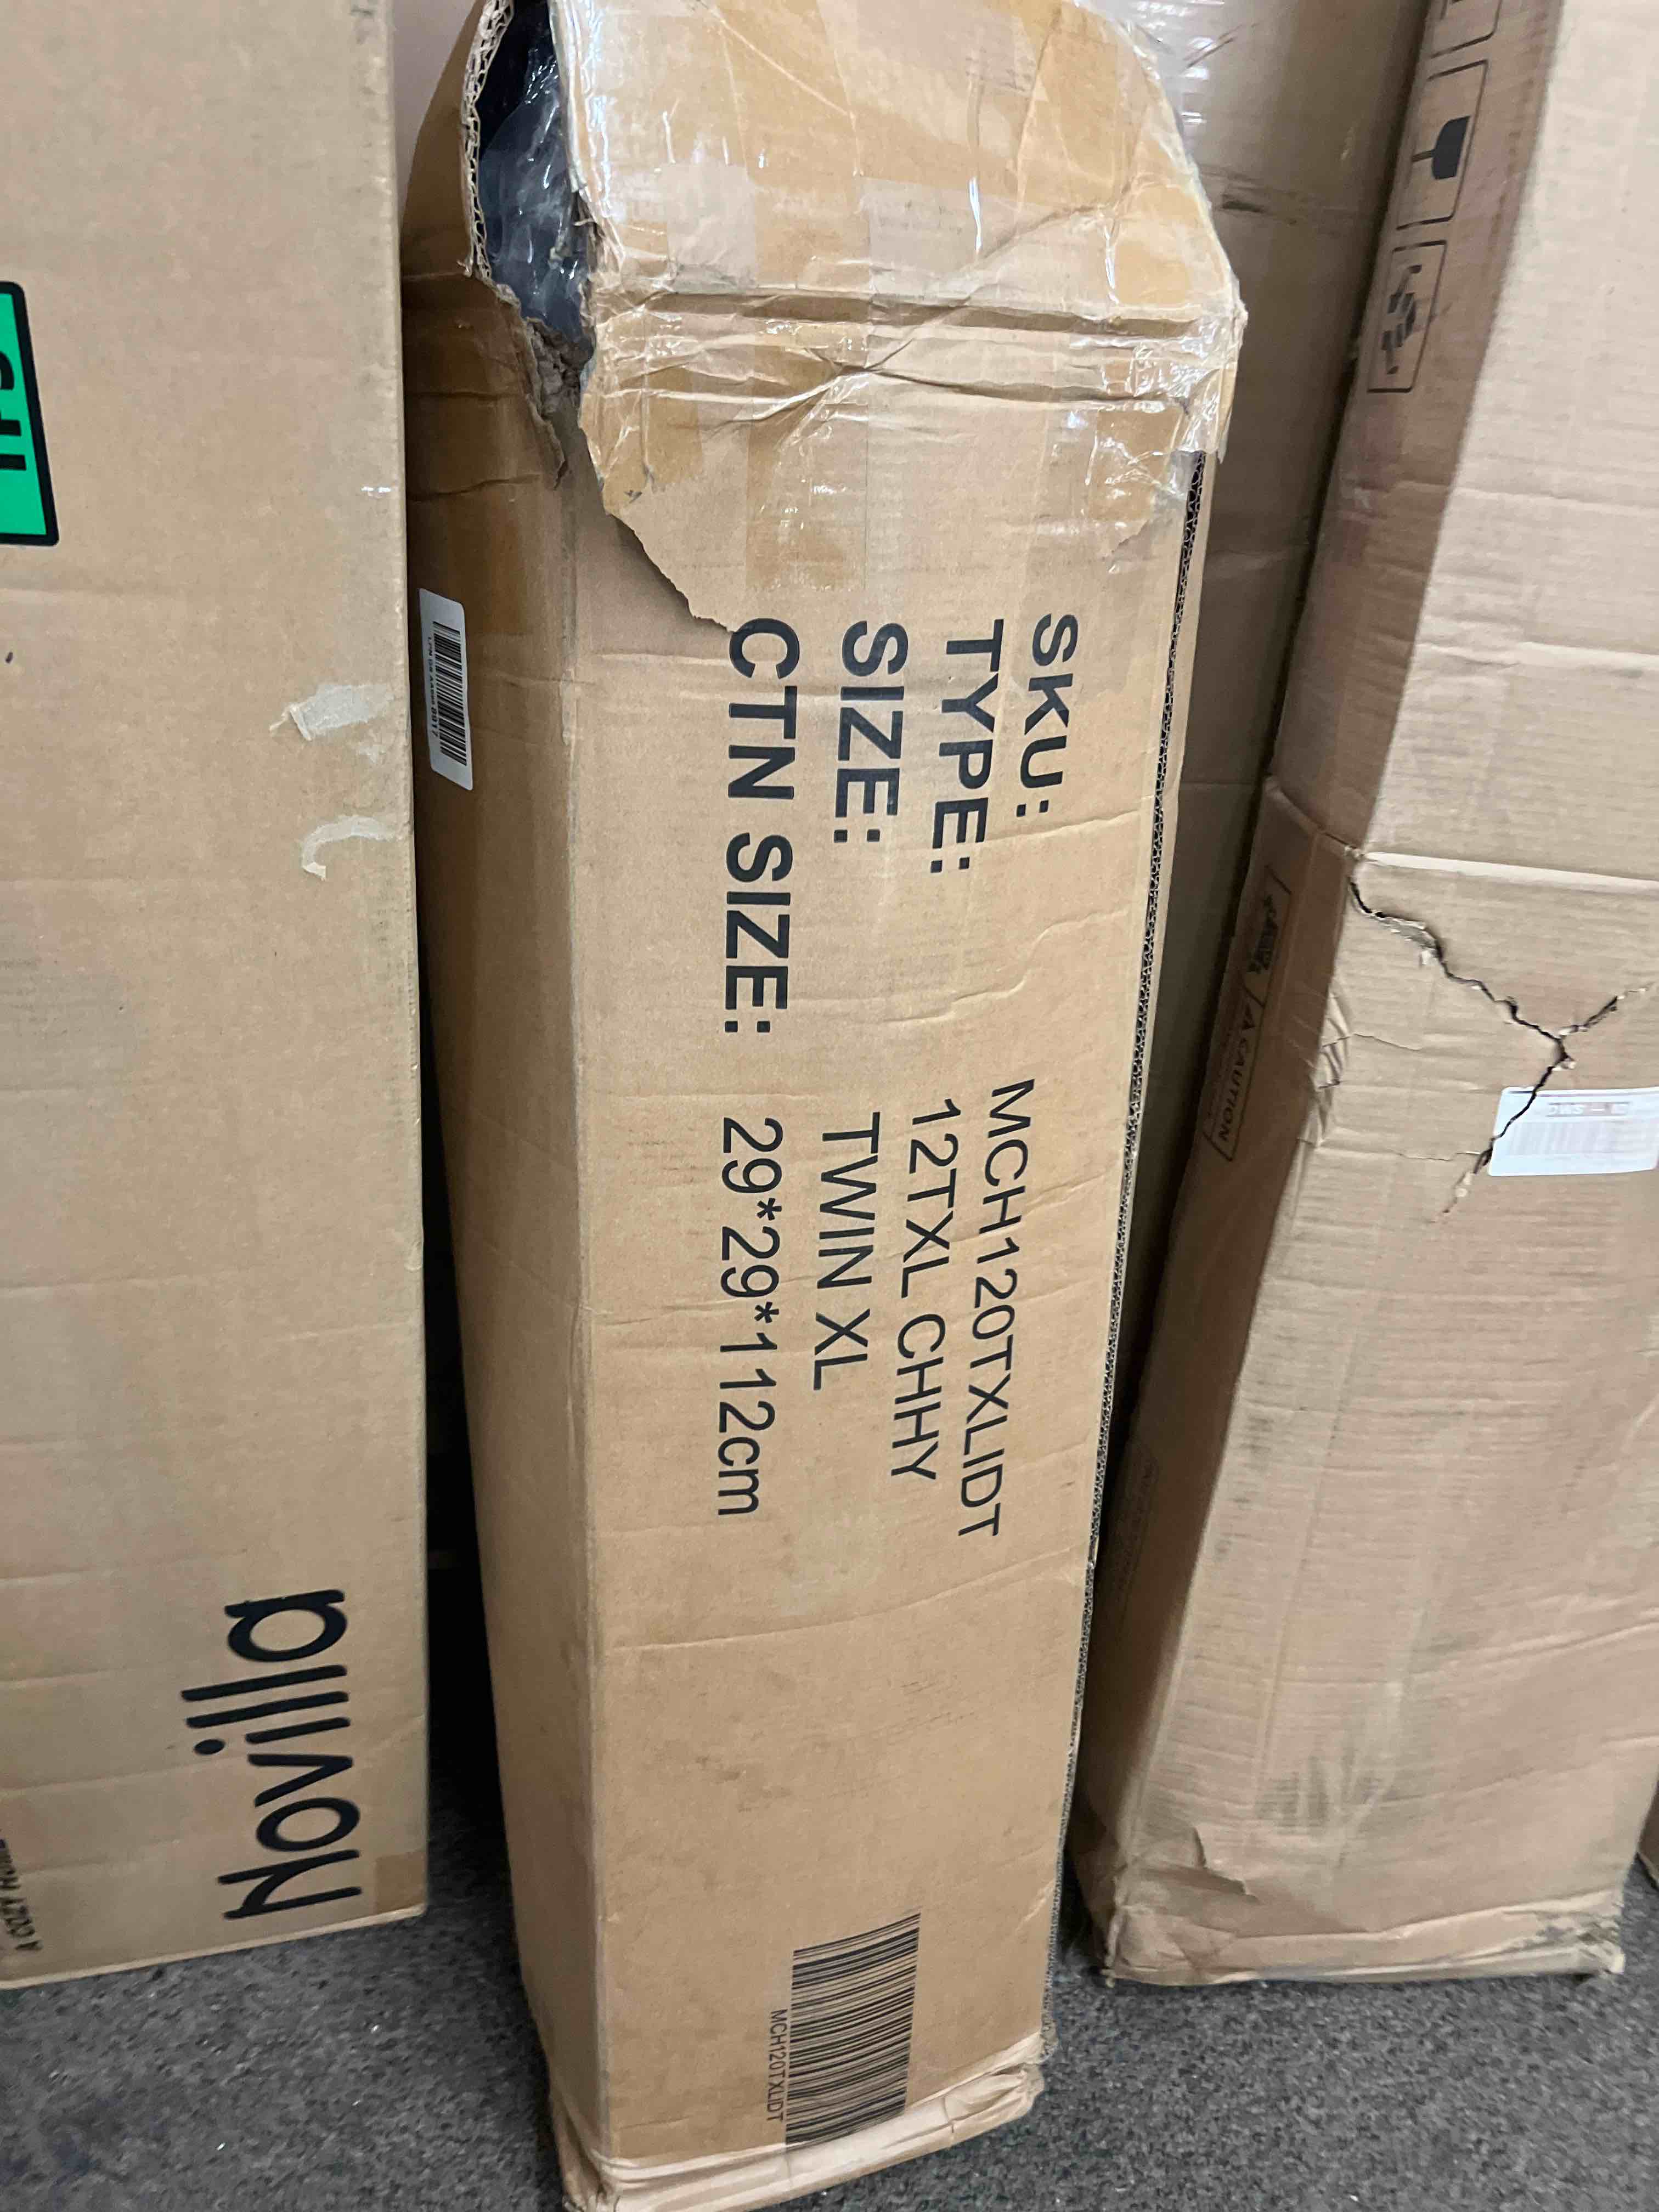 SKU: MCH120TXLIDT
TYPE: 12TXL CHHY
SIZE: TWIN XL
CTN SIZE: 29*29*112cm
MCH120TXLIDT
Novilla
CAUTION